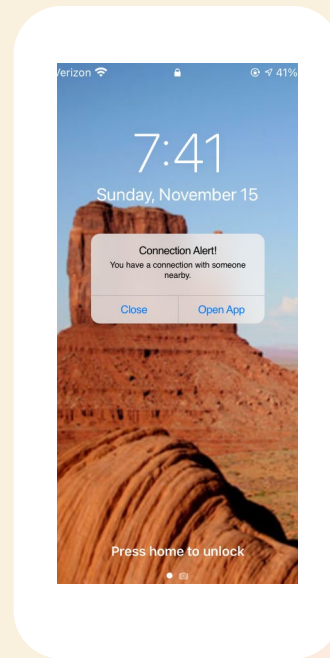 Verizon 41%
7:41
Sunday, November 15
Connection Alert!
You have a connection with someone
nearby.
Close Open App
Press home to unlock